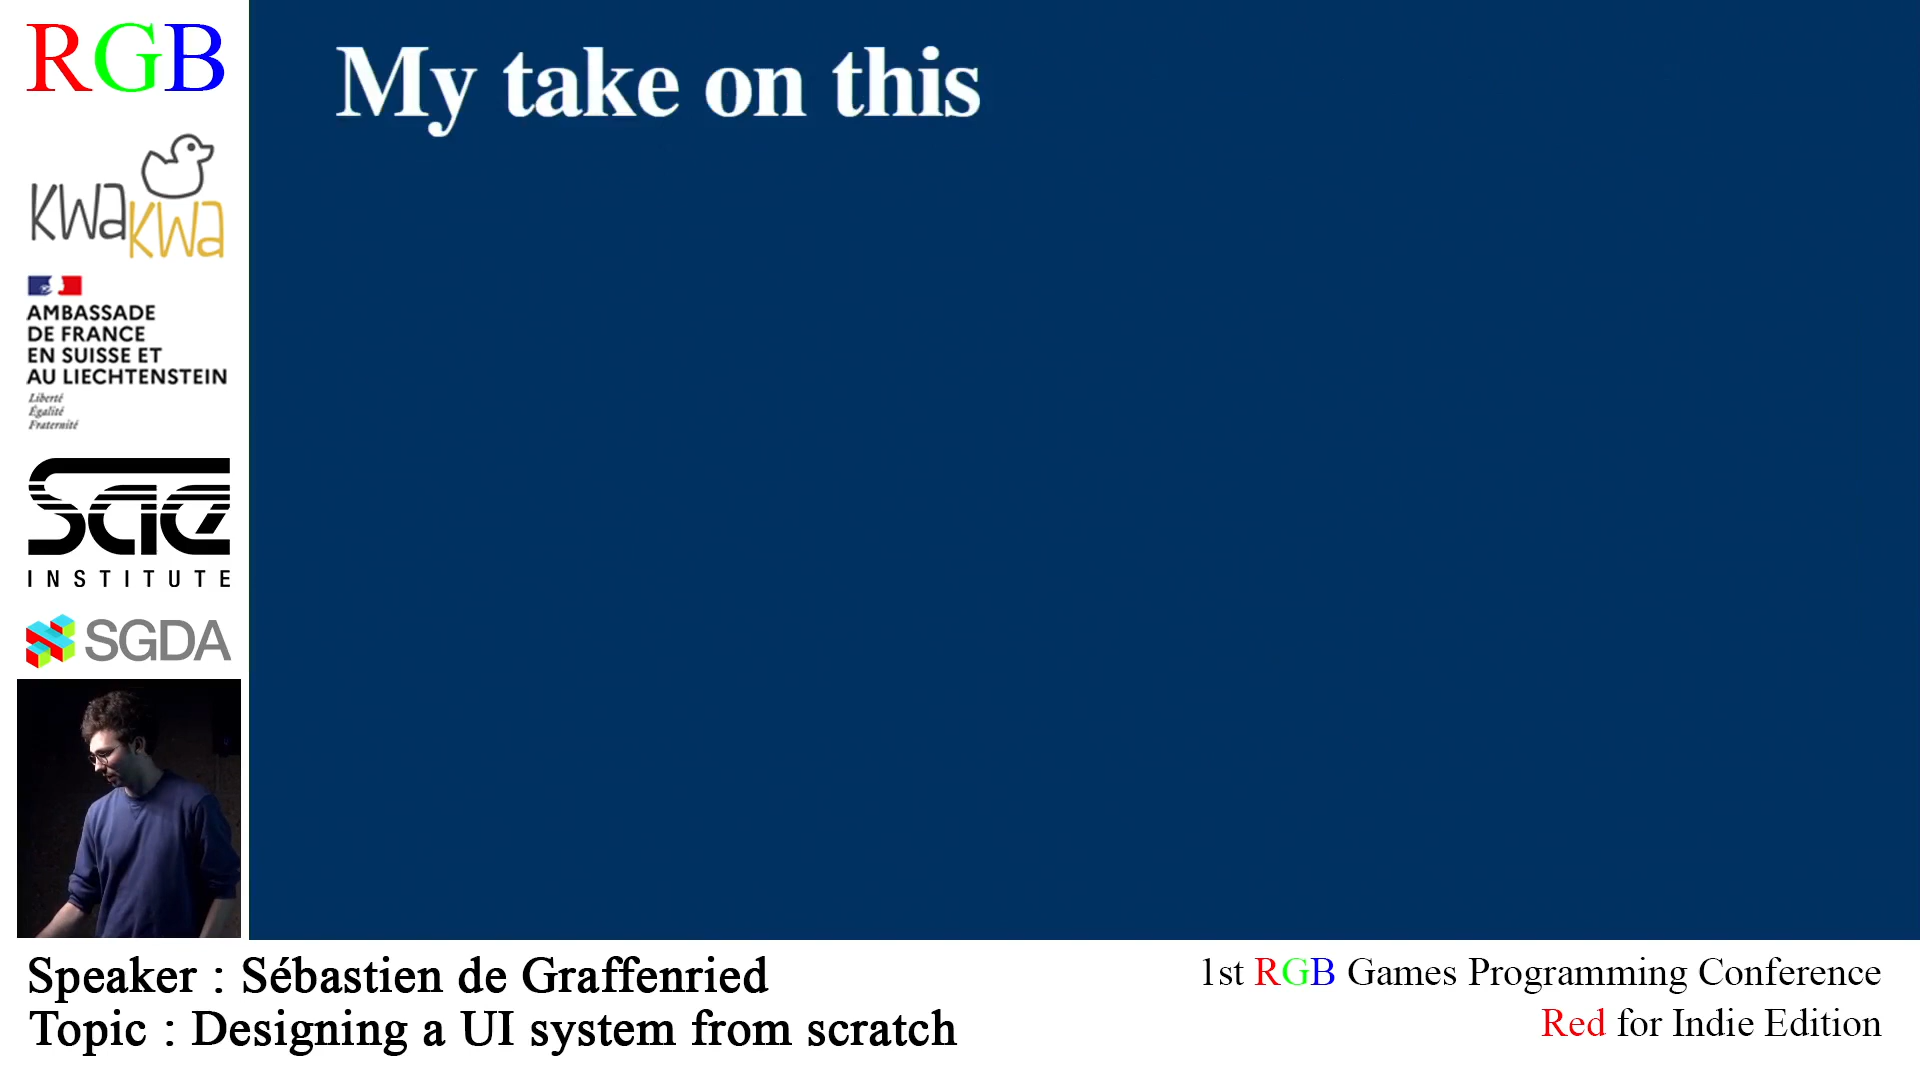 RGB
My take on this
KWA
KWA
AMBASSADE
DE FRANCE
EN SUISSE ET
AU LIECHTENSTEIN
Liberté
Égalité
Fraternité
Sae
INSTITUTE
SGDA
Speaker : Sébastien de Graffenried
Topic : Designing a UI system from scratch
1st RGB Games Programming Conference
Red for Indie Edition